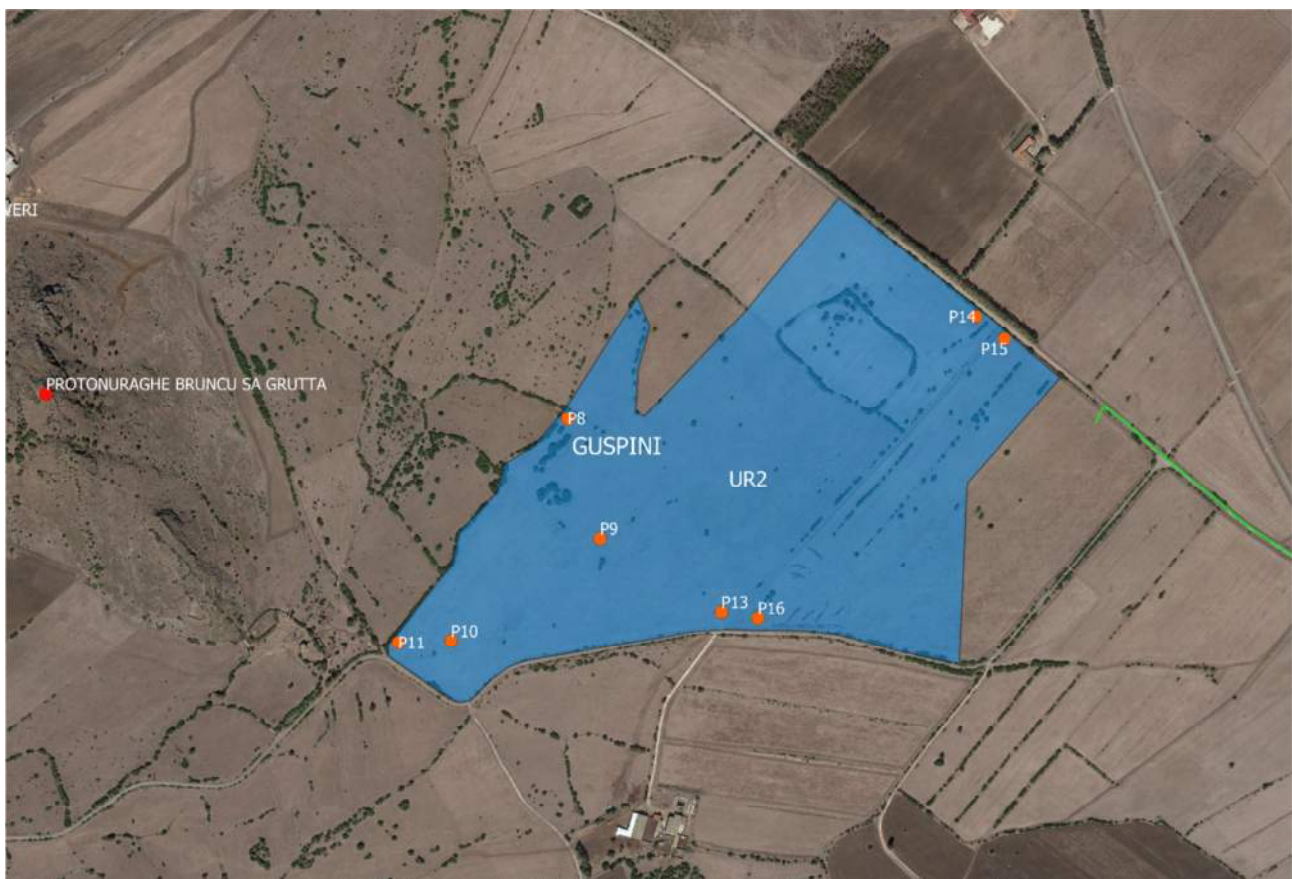 VERI
PROTONURAGHE BRUNCU SA GRUTTA
P14
P15
P8
GUSPINI
UR2
P9
P13
P16
P11
P10